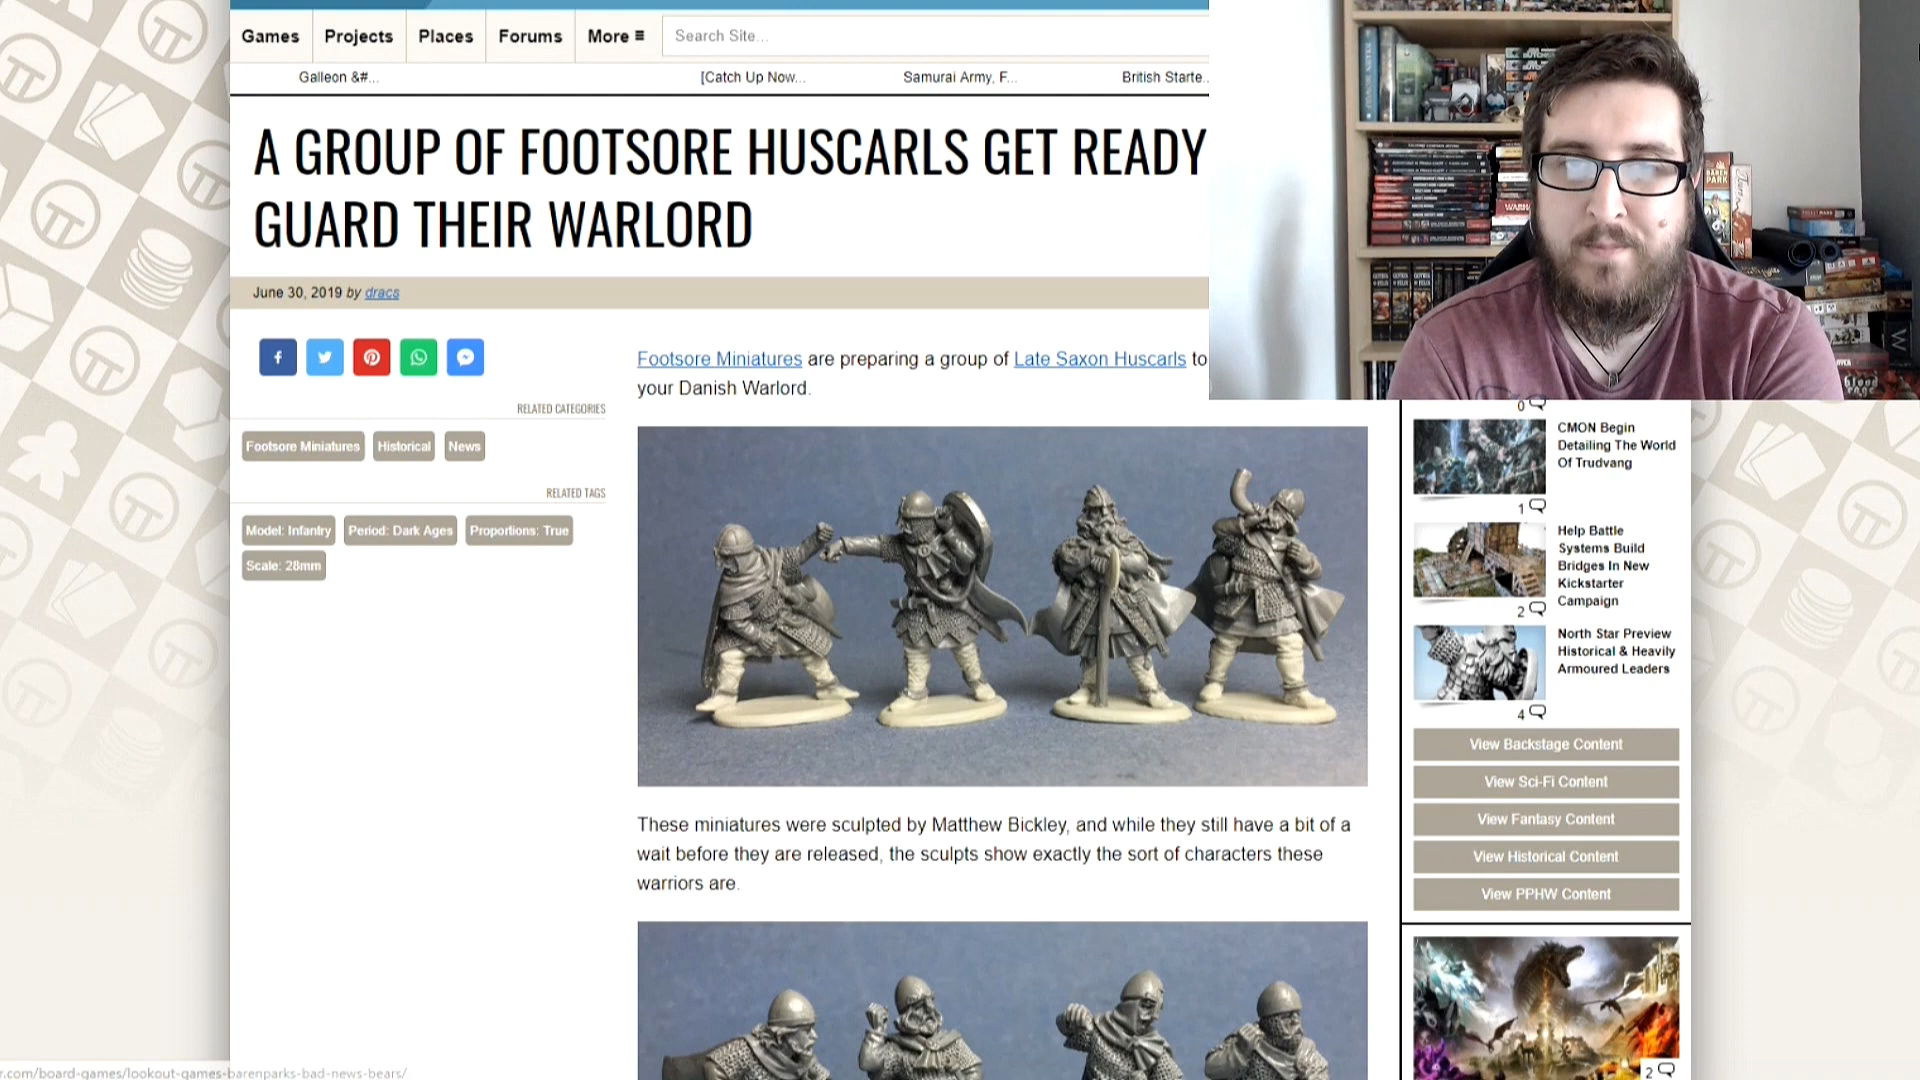 Games
Projects
Places
Forums
More ≡
Search Site...
Galleon &#...
[Catch Up Now...
Samurai Army, F...
British Starte..
A GROUP OF FOOTSORE HUSCARLS GET READY
GUARD THEIR WARLORD
June 30, 2019 by dracs
RELATED CATEGORIES
Footsore Miniatures
Historical
News
RELATED TAGS
Model: Infantry
Period: Dark Ages
Proportions: True
Scale: 28mm
Footsore Miniatures are preparing a group of Late Saxon Huscarls to
your Danish Warlord.
These miniatures were sculpted by Matthew Bickley, and while they still have a bit of a
wait before they are released, the sculpts show exactly the sort of characters these
warriors are.
BÄREN
PARK
0
CMON Begin
Detailing The World
Of Trudvang
1
Help Battle
Systems Build
Bridges In New
Kickstarter
Campaign
2
North Star Preview
Historical & Heavily
Armoured Leaders
4
View Backstage Content
View Sci-Fi Content
View Fantasy Content
View Historical Content
View PPHW Content
2
r.com/board-games/lookout-games-barenparks-bad-news-bears/